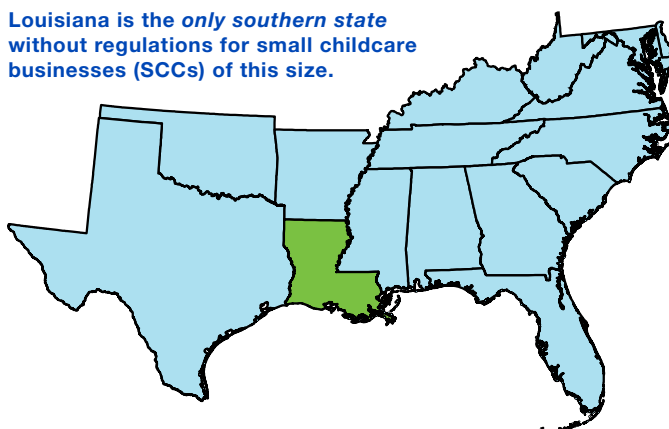 Louisiana is the only southern state
without regulations for small childcare
businesses (SCCs) of this size.